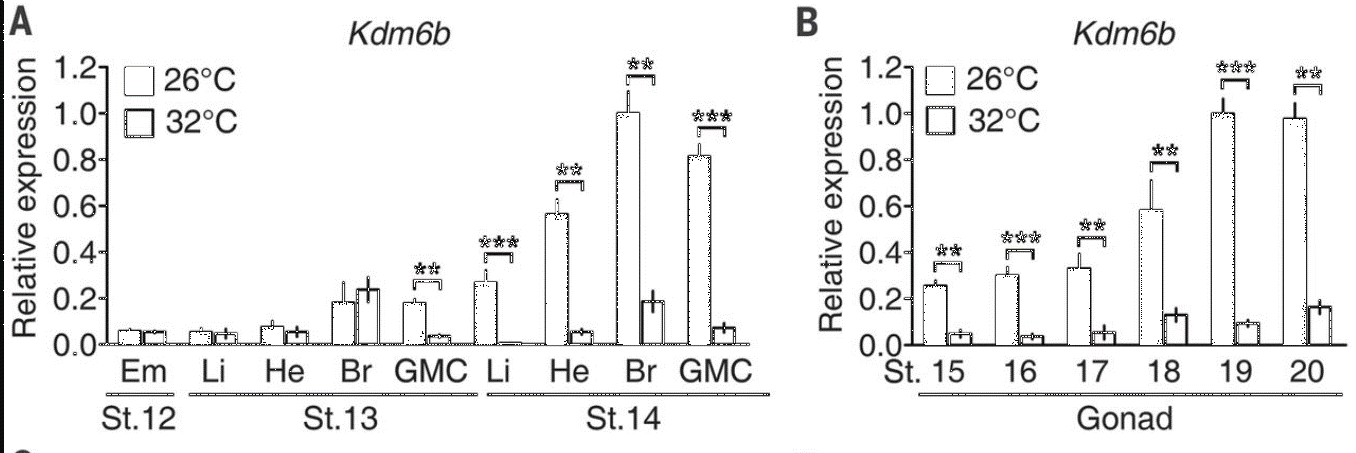 A
Kdm6b
Relative expression
1.2
1.0
0.8
0.6
0.4
0.2
0.0
26°C
32°C
**
***
**
**
***
Em Li He Br GMC Li He Br GMC
St.12 St.13 St.14
B
Kdm6b
Relative expression
1.2
1.0
0.8
0.6
0.4
0.2
0.0
26°C
32°C
**
***
**
**
***
**
St. 15 16 17 18 19 20
Gonad